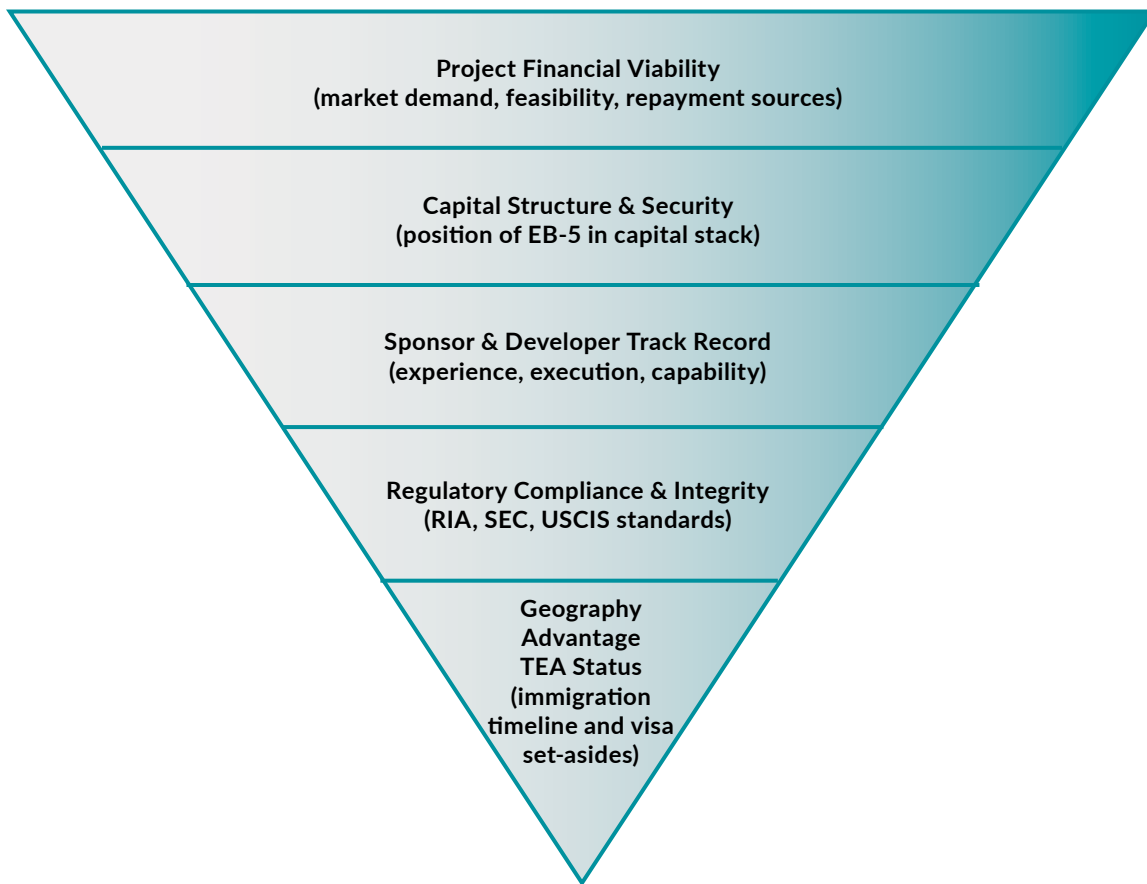 Project Financial Viability
(market demand, feasibility, repayment sources)
Capital Structure & Security
(position of EB-5 in capital stack)
Sponsor & Developer Track Record
(experience, execution, capability)
Regulatory Compliance & Integrity
(RIA, SEC, USCIS standards)
Geography
Advantage
TEA Status
(immigration
timeline and visa
set-asides)